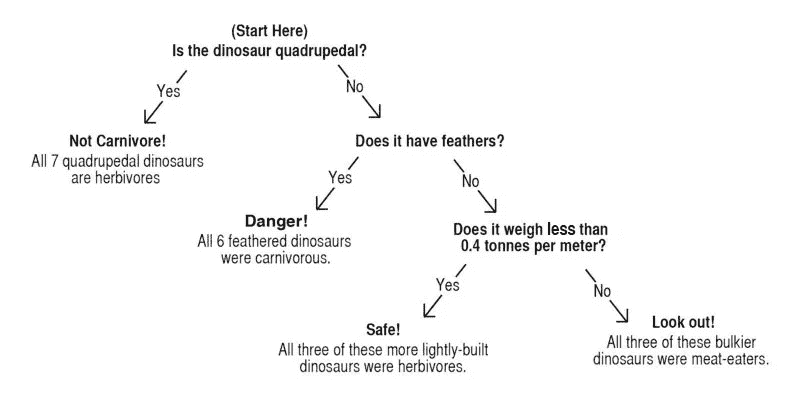 (Start Here)
Is the dinosaur quadrupedal?
Yes
No
Not Carnivore!
All 7 quadrupedal dinosaurs
are herbivores
Does it have feathers?
Yes
No
Danger!
All 6 feathered dinosaurs
were carnivorous.
Does it weigh less than
0.4 tonnes per meter?
Yes
No
Safe!
All three of these more lightly-built
dinosaurs were herbivores.
Look out!
All three of these bulkier
dinosaurs were meat-eaters.